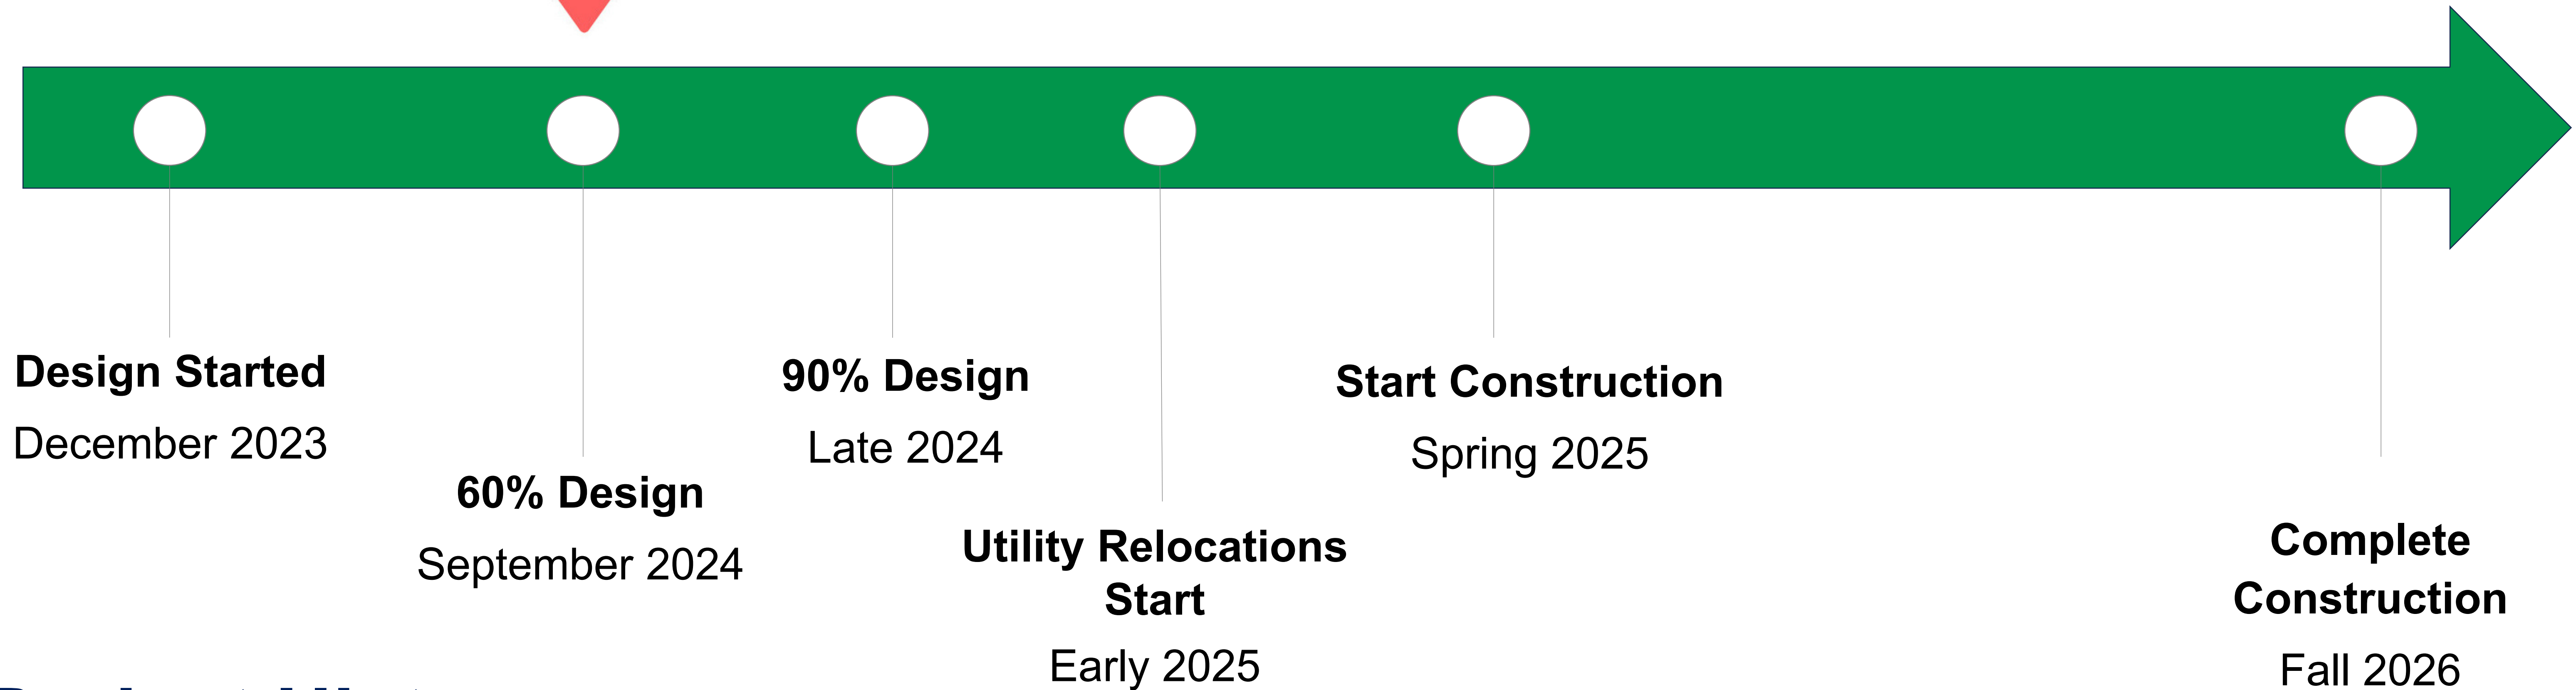 Design Started
December 2023
60% Design
September 2024
90% Design
Late 2024
Utility Relocations
Start
Early 2025
Start Construction
Spring 2025
Complete
Construction
Fall 2026